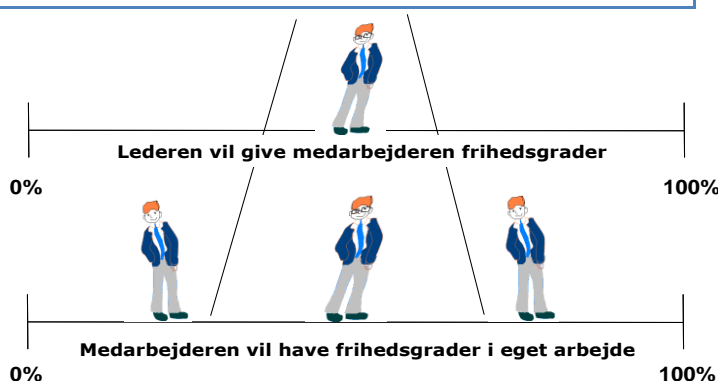 Lederen vil give medarbejderen frihedsgrader
0% 100%
Medarbejderen vil have frihedsgrader i eget arbejde
0% 100%